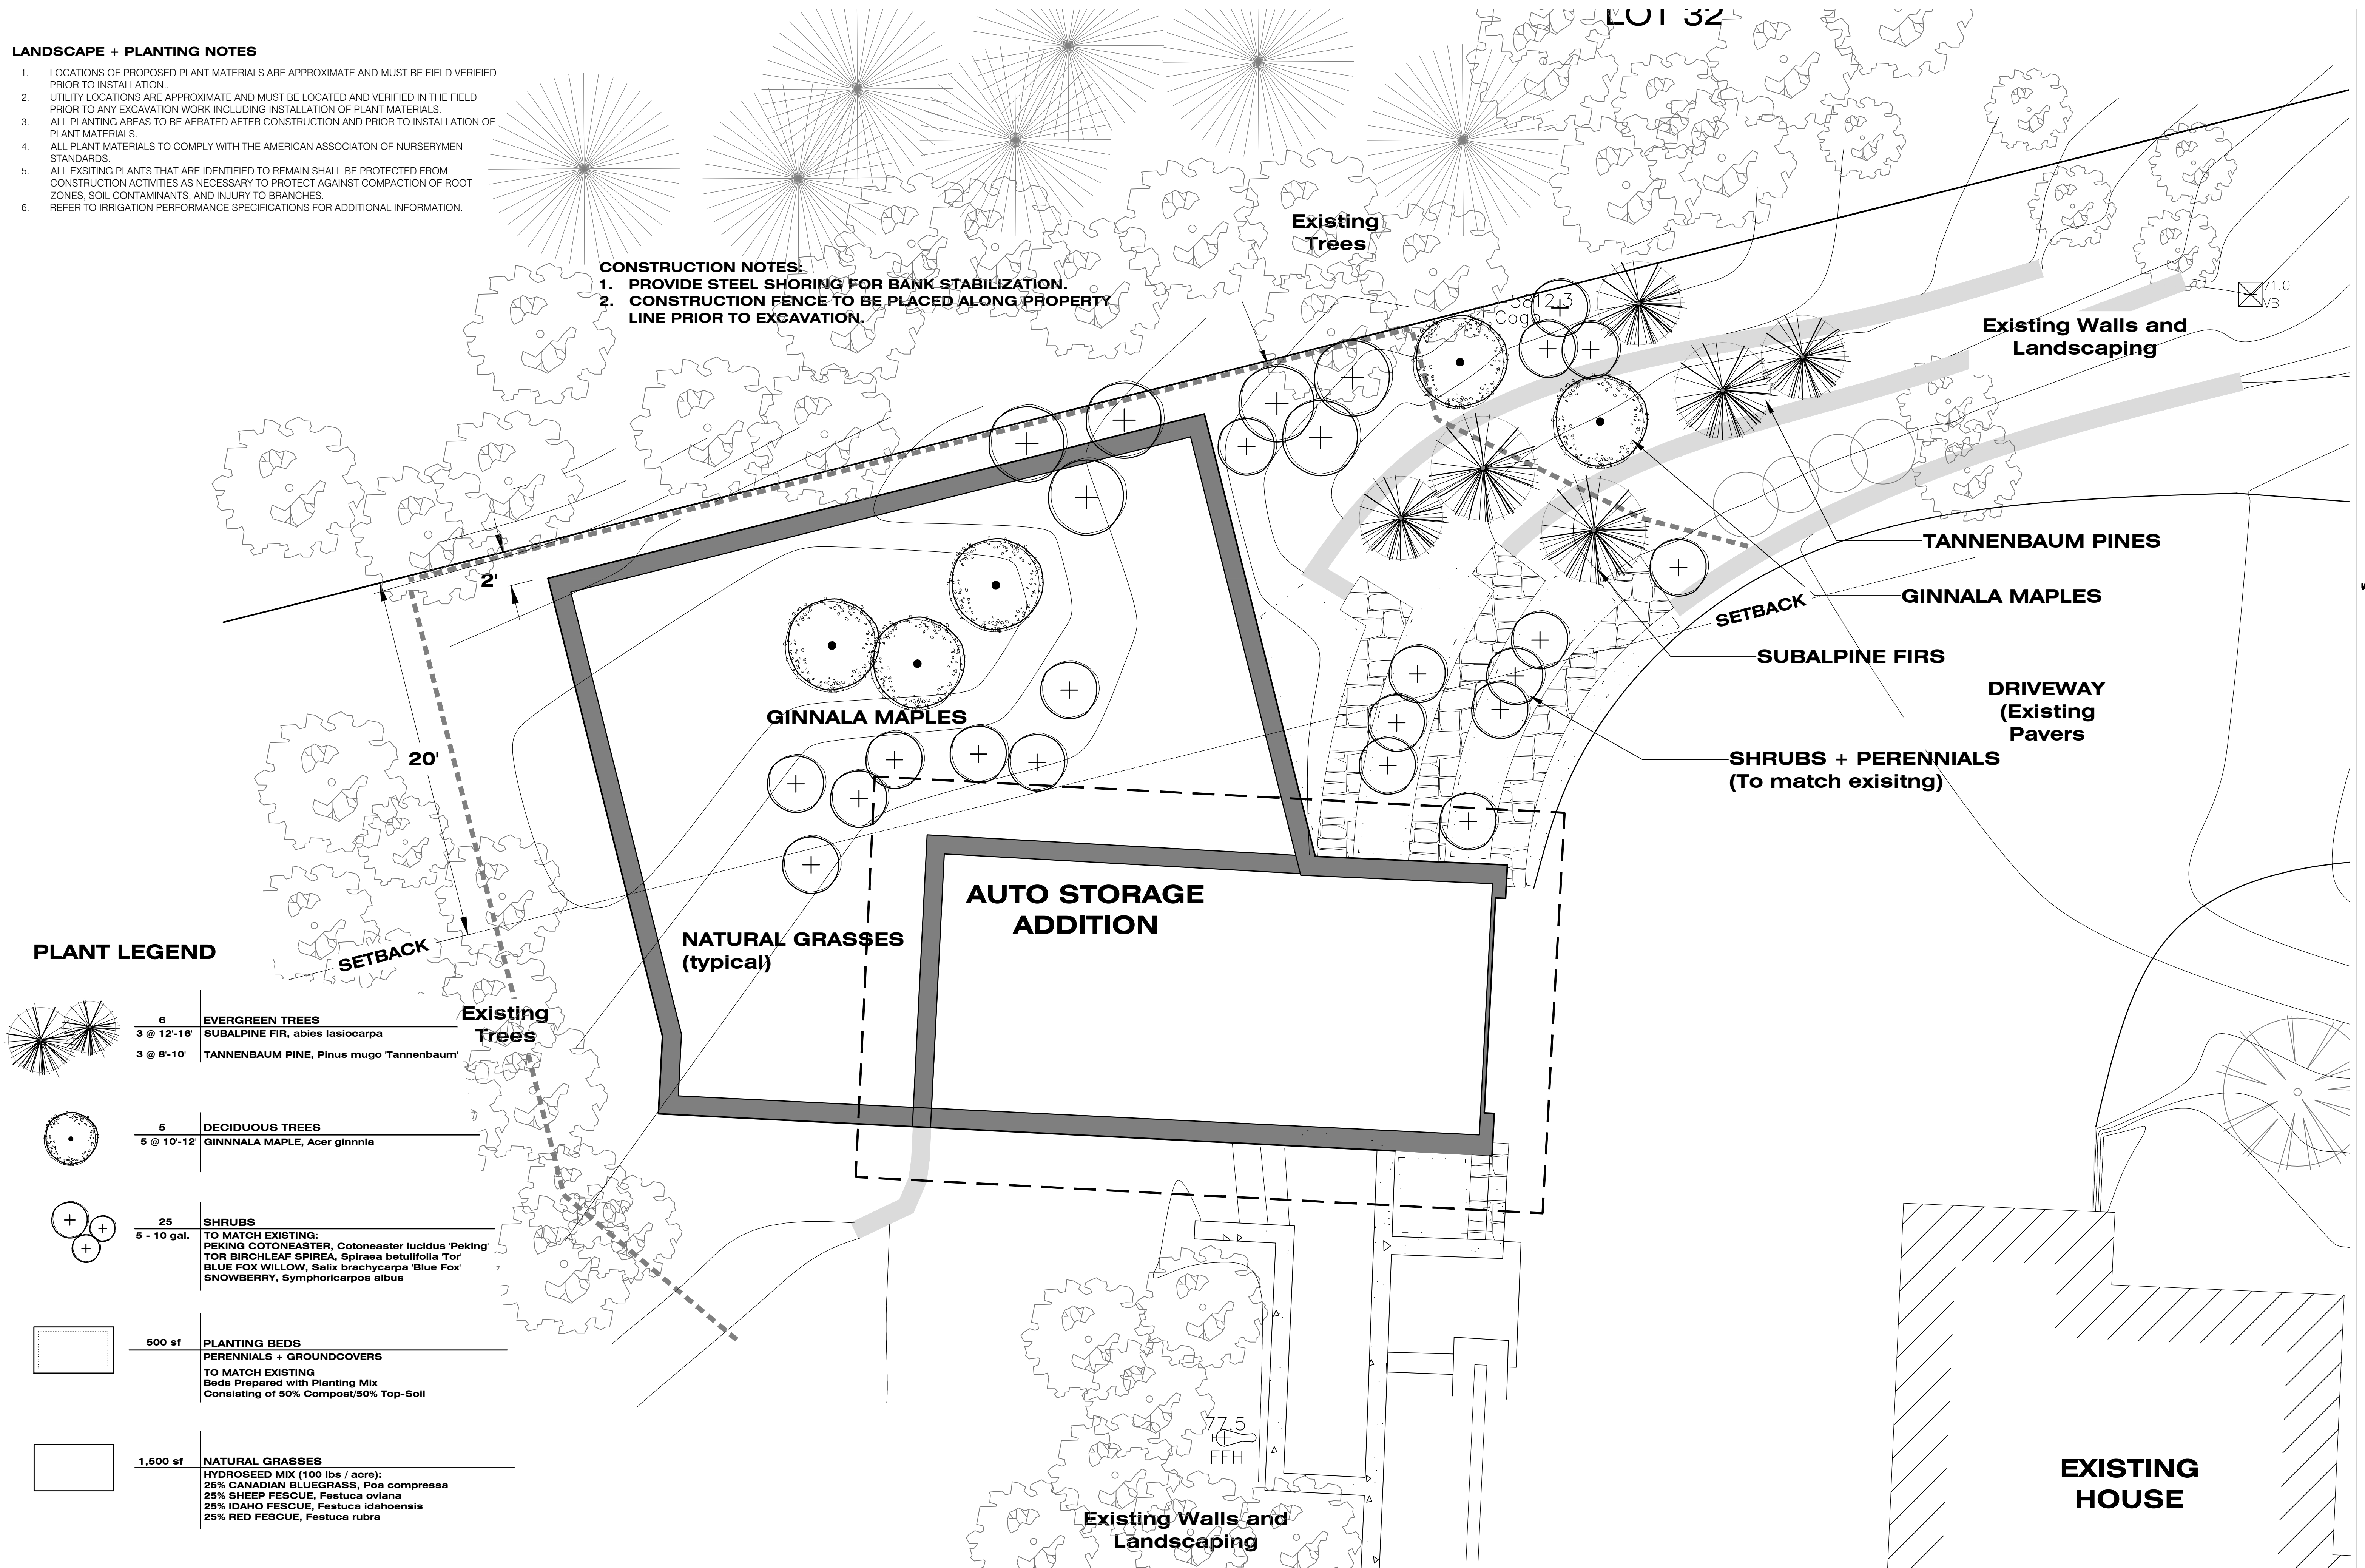 LOT 32
LANDSCAPE + PLANTING NOTES
1. LOCATIONS OF PROPOSED PLANT MATERIALS ARE APPROXIMATE AND MUST BE FIELD VERIFIED
PRIOR TO INSTALLATION..
2. UTILITY LOCATIONS ARE APPROXIMATE AND MUST BE LOCATED AND VERIFIED IN THE FIELD
PRIOR TO ANY EXCAVATION WORK INCLUDING INSTALLATION OF PLANT MATERIALS.
3. ALL PLANTING AREAS TO BE AERATED AFTER CONSTRUCTION AND PRIOR TO INSTALLATION OF
PLANT MATERIALS.
4. ALL PLANT MATERIALS TO COMPLY WITH THE AMERICAN ASSOCIATON OF NURSERYMEN
STANDARDS.
5. ALL EXSITING PLANTS THAT ARE IDENTIFIED TO REMAIN SHALL BE PROTECTED FROM
CONSTRUCTION ACTIVITIES AS NECESSARY TO PROTECT AGAINST COMPACTION OF ROOT
ZONES, SOIL CONTAMINANTS, AND INJURY TO BRANCHES.
6. REFER TO IRRIGATION PERFORMANCE SPECIFICATIONS FOR ADDITIONAL INFORMATION.
Existing
Trees
CONSTRUCTION NOTES:
1. PROVIDE STEEL SHORING FOR BANK STABILIZATION.
2. CONSTRUCTION FENCE TO BE PLACED ALONG PROPERTY
LINE PRIOR TO EXCAVATION.
5812.3
Cogo
71.0
VB
Existing Walls and
Landscaping
2'
TANNENBAUM PINES
GINNALA MAPLES
SETBACK
SUBALPINE FIRS
DRIVEWAY
(Existing
Pavers
GINNALA MAPLES
20'
SHRUBS + PERENNIALS
(To match exisitng)
AUTO STORAGE
ADDITION
NATURAL GRASSES
(typical)
SETBACK
Existing
Trees
PLANT LEGEND
6 EVERGREEN TREES
3 @ 12'-16' SUBALPINE FIR, abies lasiocarpa
3 @ 8'-10' TANNENBAUM PINE, Pinus mugo 'Tannenbaum'
5 DECIDUOUS TREES
5 @ 10'-12' GINNNALA MAPLE, Acer ginnnla
25 SHRUBS
5 - 10 gal. TO MATCH EXISTING:
PEKING COTONEASTER, Cotoneaster lucidus 'Peking'
TOR BIRCHLEAF SPIREA, Spiraea betulifolia 'Tor'
BLUE FOX WILLOW, Salix brachycarpa 'Blue Fox'
SNOWBERRY, Symphoricarpos albus
500 sf PLANTING BEDS
PERENNIALS + GROUNDCOVERS
TO MATCH EXISTING
Beds Prepared with Planting Mix
Consisting of 50% Compost/50% Top-Soil
1,500 sf NATURAL GRASSES
HYDROSEED MIX (100 lbs / acre):
25% CANADIAN BLUEGRASS, Poa compressa
25% SHEEP FESCUE, Festuca oviana
25% IDAHO FESCUE, Festuca idahoensis
25% RED FESCUE, Festuca rubra
77.5
FFH
Existing Walls and
Landscaping
EXISTING
HOUSE